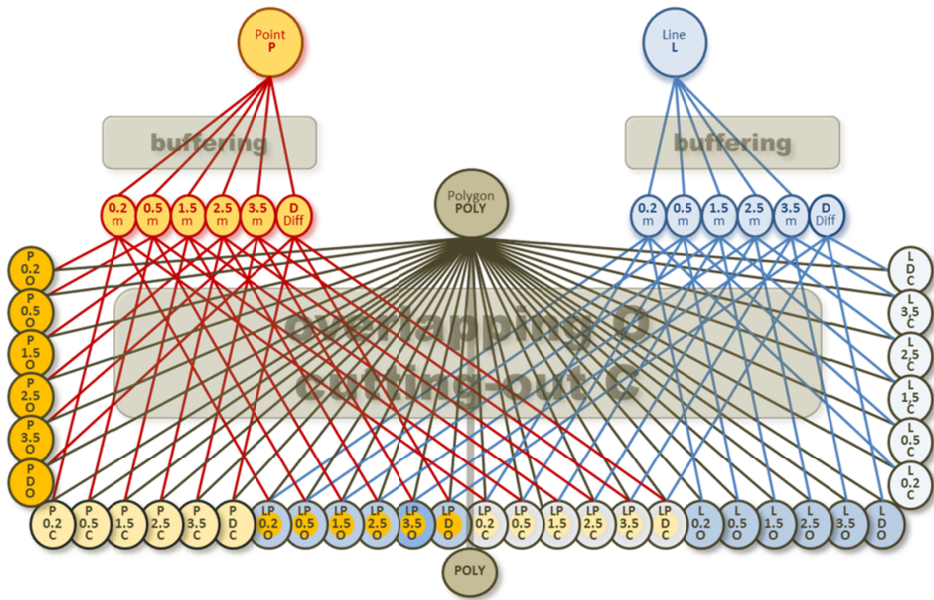 Point
P
Line
L
buffering
buffering
Polygon
POLY
0.2
m
0.5
m
1.5
m
2.5
m
3.5
m
D
Diff
0.2
m
0.5
m
1.5
m
2.5
m
3.5
m
D
Diff
overlapping D
cutting-out C
P
0.2
O
P
0.5
O
P
1.5
O
P
2.5
O
P
3.5
O
P
D
O
L
D
C
L
3,5
C
L
2,5
C
L
1,5
C
L
0.5
C
L
0.2
C
P
0.2
C
P
0.5
C
P
1.5
C
P
2.5
C
P
3.5
C
P
D
C
LP
0.2
O
LP
0.5
O
LP
1.5
O
LP
2.5
O
LP
3.5
O
LP
D
O
LP
0.2
C
LP
0.5
C
LP
1.5
C
LP
2.5
C
LP
3.5
C
LP
D
C
L
0.2
O
L
0.5
O
L
1.5
O
L
2.5
O
L
3.5
O
L
D
O
POLY